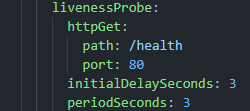 livenessProbe:
httpGet:
path: /health
port: 80
initialDelaySeconds: 3
periodSeconds: 3